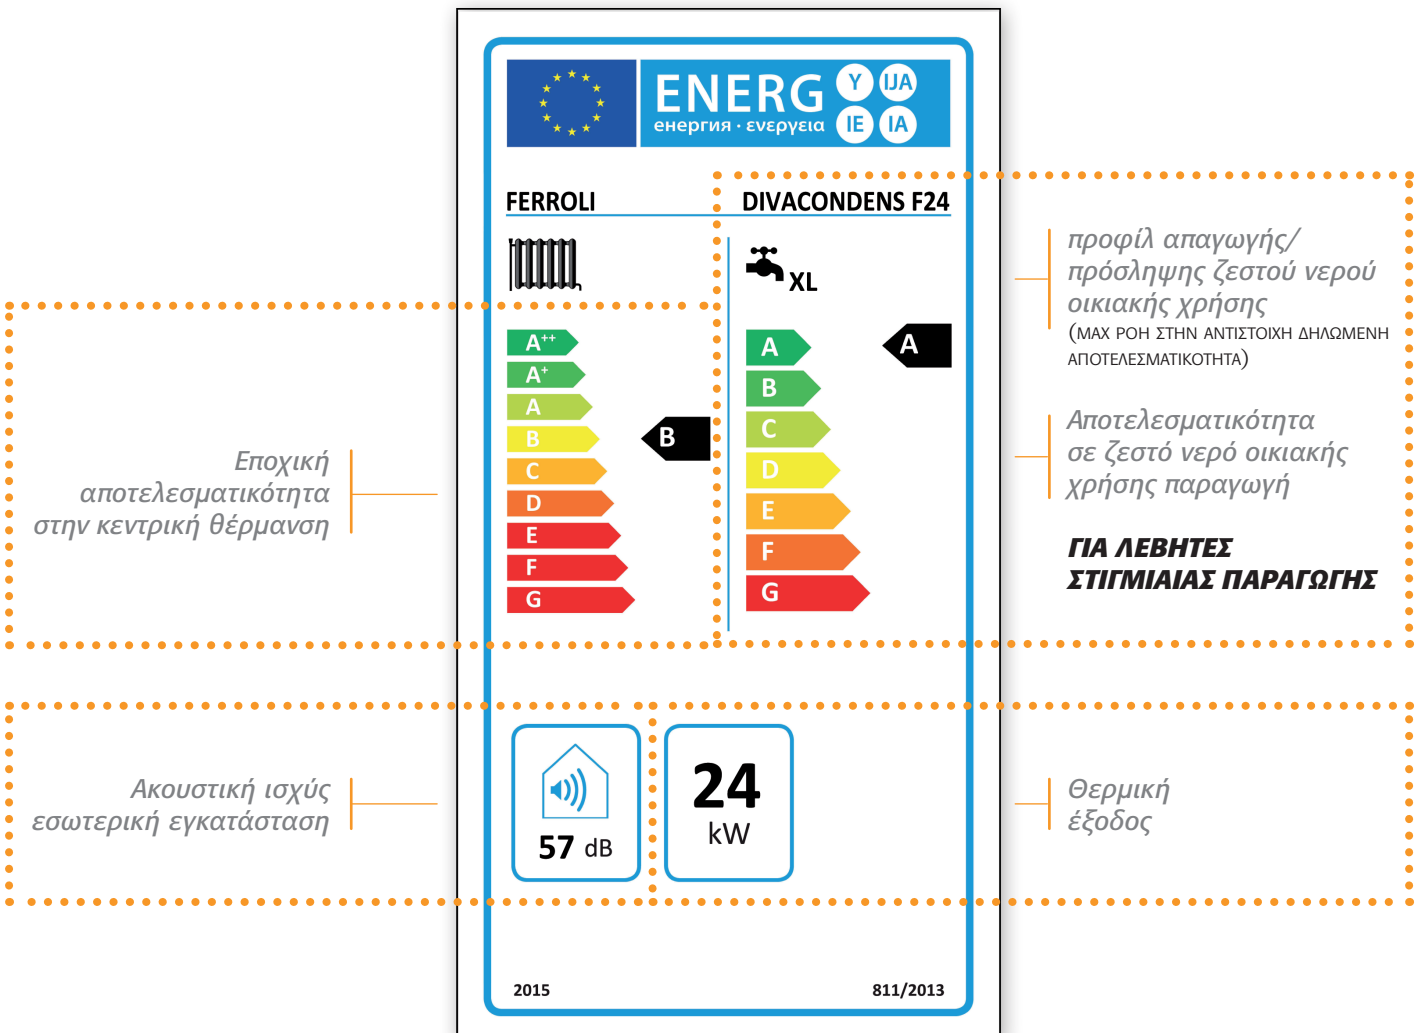 ENERG Y IJA
енергия · ενεργεια IE IA
FERROLI
DIVACONDENS F24
XL
A++
A+
A
B
C
D
E
F
G
B
A
B
C
D
E
F
G
A
προφίλ απαγωγής/
πρόσληψης ζεστού νερού
οικιακής χρήσης
(MAX ΡΟΗ ΣΤΗΝ ΑΝΤΙΣΤΟΙΧΗ ΔΗΛΩΜΕΝΗ
ΑΠΟΤΕΛΕΣΜΑΤΙΚΟΤΗΤΑ)
Αποτελεσματικότητα
σε ζεστό νερό οικιακής
χρήσης παραγωγή
ΓΙΑ ΛΕΒΗΤΕΣ
ΣΤΙΓΜΙΑΙΑΣ ΠΑΡΑΓΩΓΗΣ
Εποχική
αποτελεσματικότητα
στην κεντρική θέρμανση
Ακουστική ισχύς
εσωτερική εγκατάσταση
57 dB
24
kW
Θερμική
έξοδος
2015
811/2013